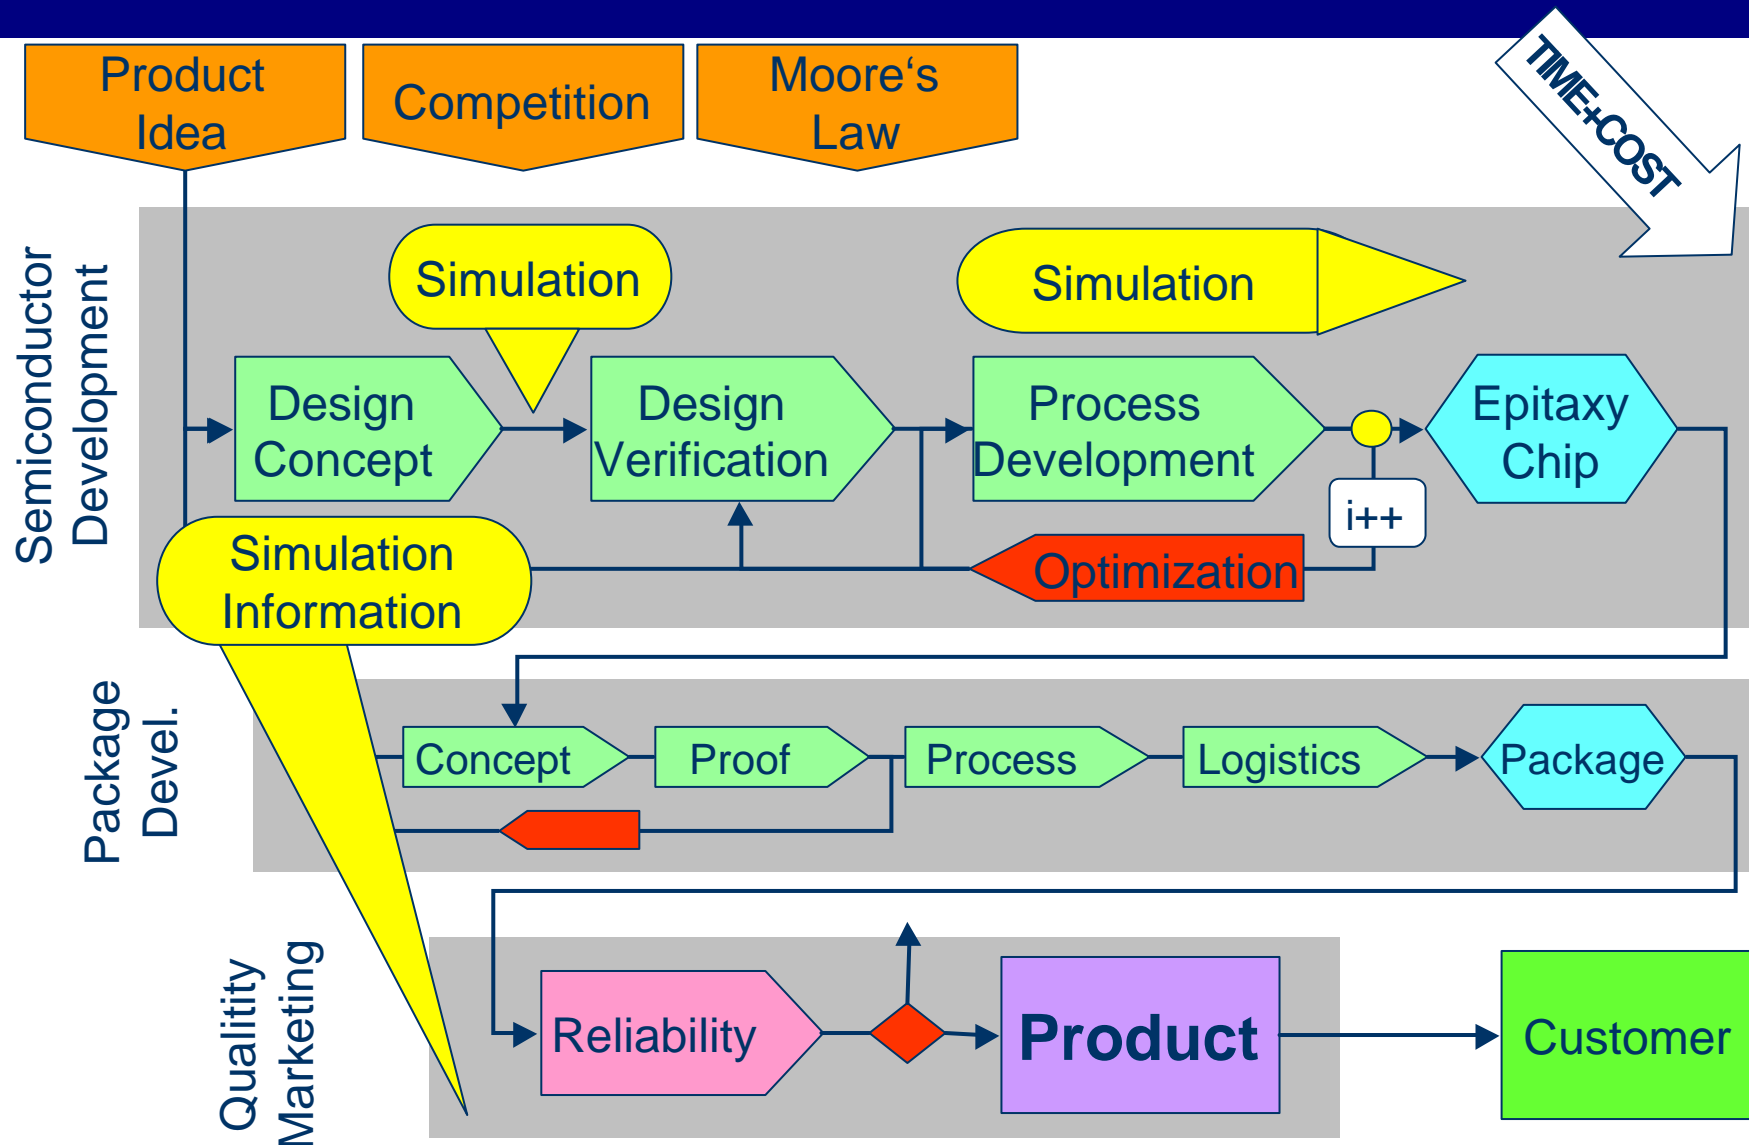 Product
Idea
Competition
Moore‘s
Law
TIME+COST
Semiconductor
Development
Simulation
Simulation
Design
Concept
Design
Verification
Process
Development
Epitaxy
Chip
i++
Simulation
Information
Optimization
Package
Devel.
Concept
Proof
Process
Logistics
Package
Qualitity
Marketing
Reliability
Product
Customer